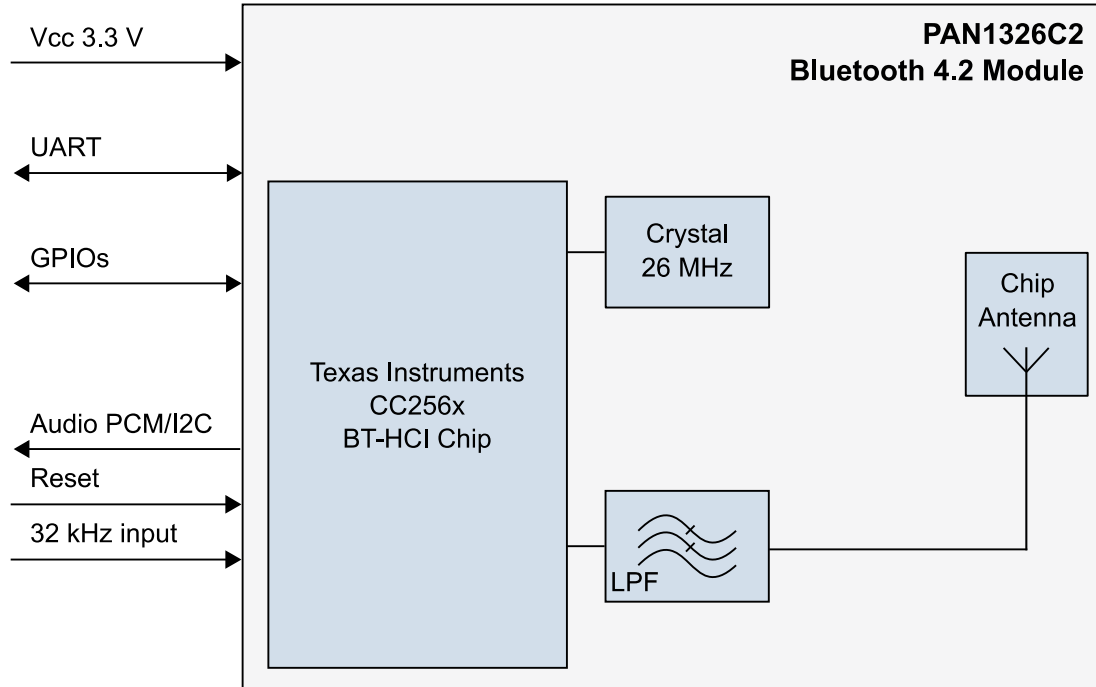 PAN1326C2
Bluetooth 4.2 Module
Vcc 3.3 V
UART
GPIOs
Audio PCM/I2C
Reset
32 kHz input
Texas Instruments
CC256x
BT-HCI Chip
Crystal
26 MHz
Chip
Antenna
LPF